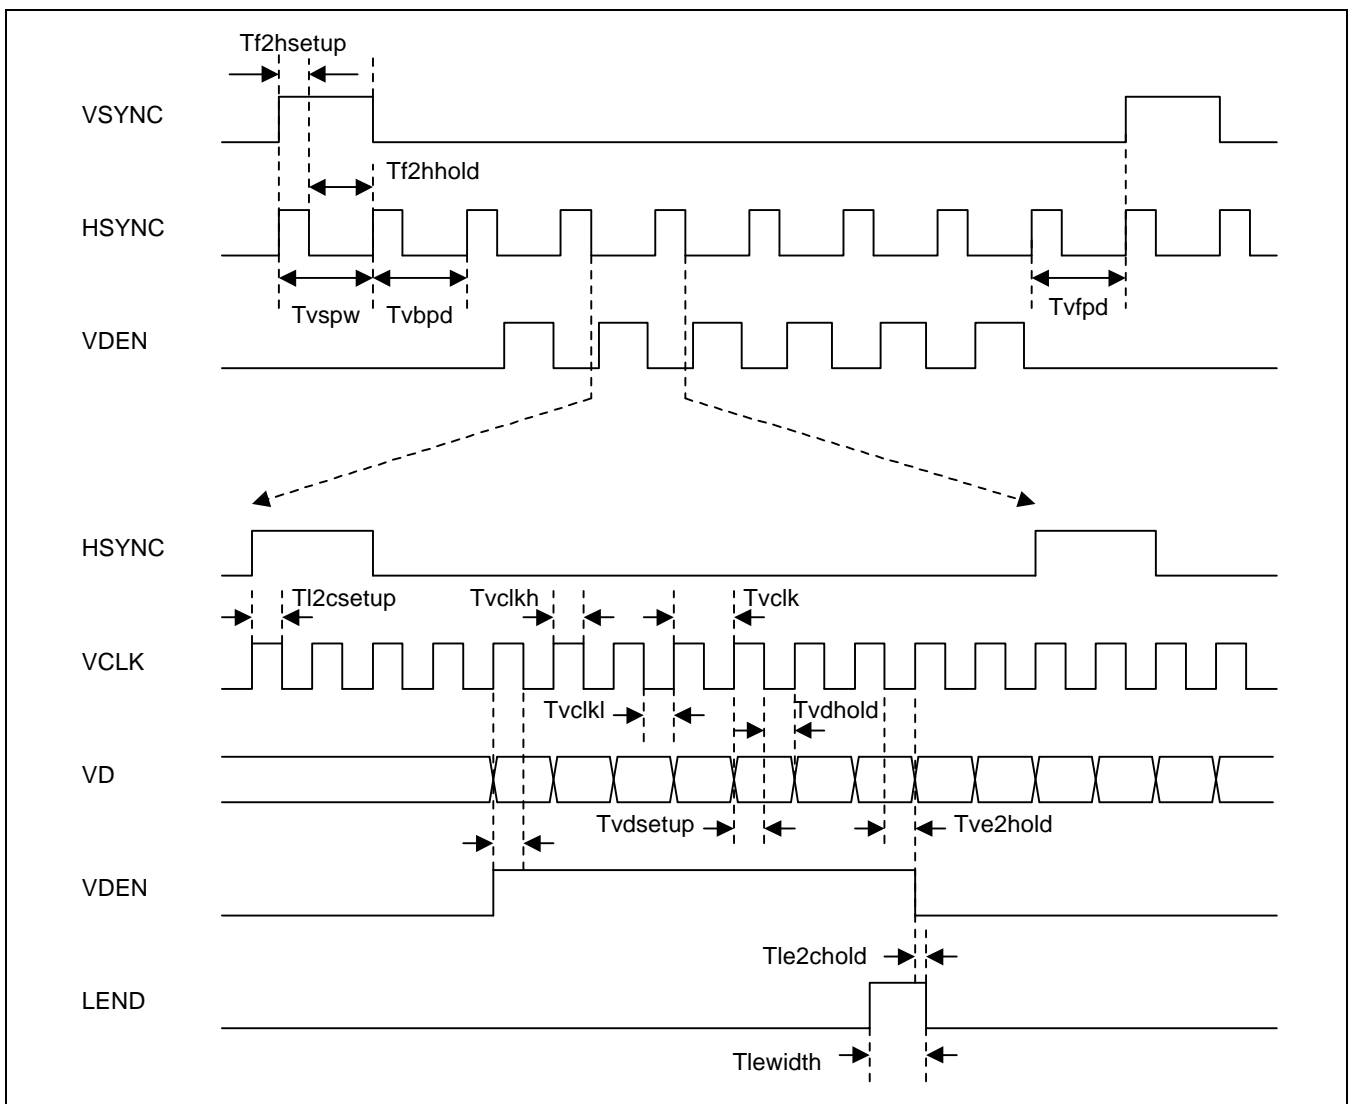 Tf2hsetup
VSYNC
Tf2hhold
HSYNC
Tvspw
Tvbpd
Tvfpd
VDEN
HSYNC
Tl2csetup
Tvclkh
Tvclk
VCLK
Tvclkl
Tvdhold
VD
Tvdsetup
Tve2hold
VDEN
Tle2chold
LEND
Tlewidth